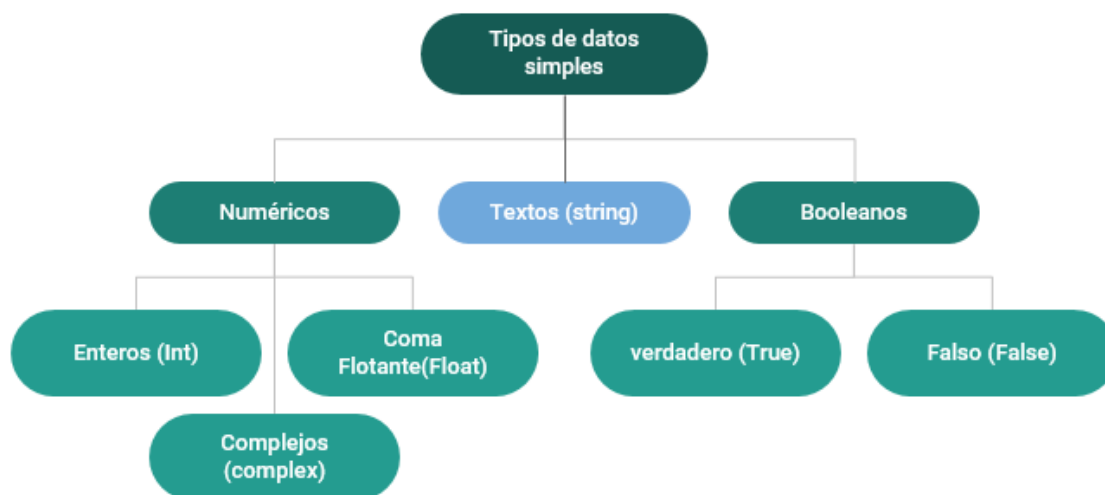 Tipos de datos
simples
Numéricos
Textos (string)
Booleanos
Enteros (Int)
Coma
Flotante(Float)
verdadero (True)
Falso (False)
Complejos
(complex)